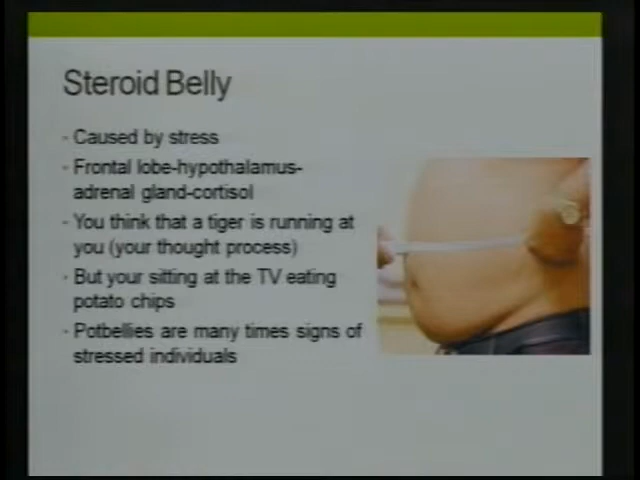 Steroid Belly
- Caused by stress
- Frontal lobe-hypothalamus-
adrenal gland-cortisol
- You think that a tiger is running at
you (your thought process)
- But your sitting at the TV eating
potato chips
- Potbellies are many times signs of
stressed individuals